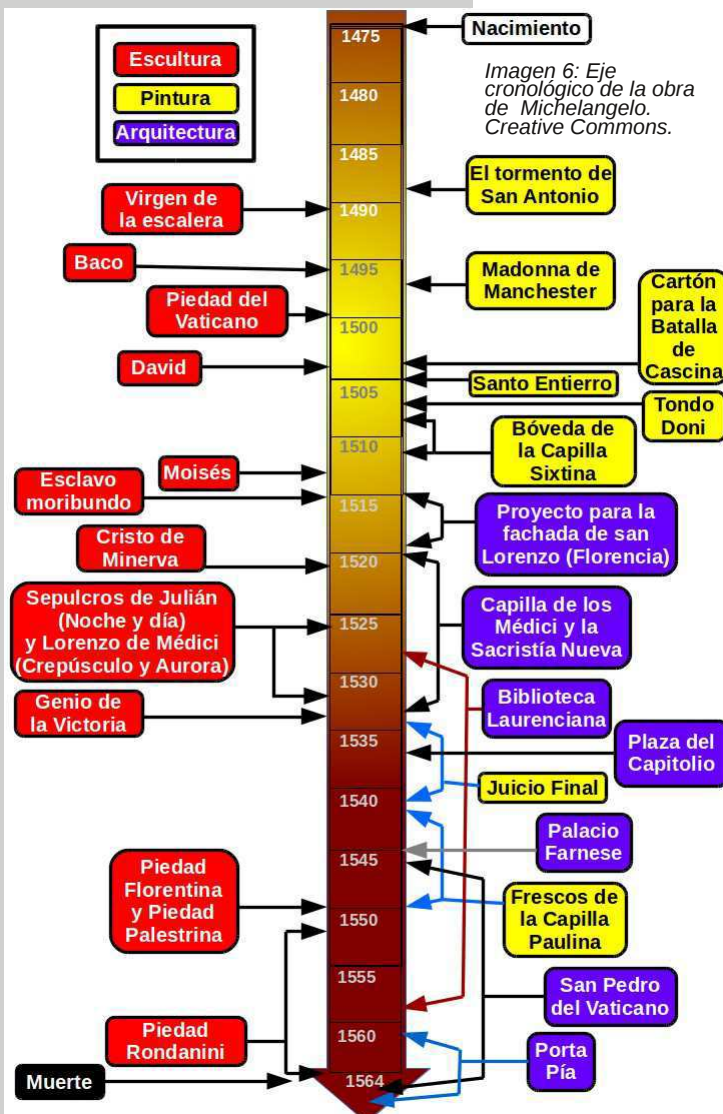 Escultura
Pintura
Arquitectura
Nacimiento
Imagen 6: Eje
cronológico de la obra
de Michelangelo.
Creative Commons.
1475
1480
1485
1490
1495
1500
1505
1510
1515
1520
1525
1530
1535
1540
1545
1550
1555
1560
1564
Virgen de
la escalera
Baco
Piedad del
Vaticano
David
Moisés
Esclavo
moribundo
Cristo de
Minerva
Sepulcros de Julián
(Noche y día)
y Lorenzo de Médici
(Crepúsculo y Aurora)
Genio de
la Victoria
Piedad
Florentina
y Piedad
Palestrina
Piedad
Rondanini
Muerte
El tormento de
San Antonio
Madonna de
Manchester
Cartón
para la
Batalla
de
Cascina
Santo Entierro
Tondo
Doni
Bóveda de
la Capilla
Sixtina
Proyecto para la
fachada de san
Lorenzo (Florencia)
Capilla de los
Médici y la
Sacristía Nueva
Biblioteca
Laurenciana
Plaza del
Capitolio
Juicio Final
Palacio
Farnese
Frescos de
la Capilla
Paulina
San Pedro
del Vaticano
Porta
Pía